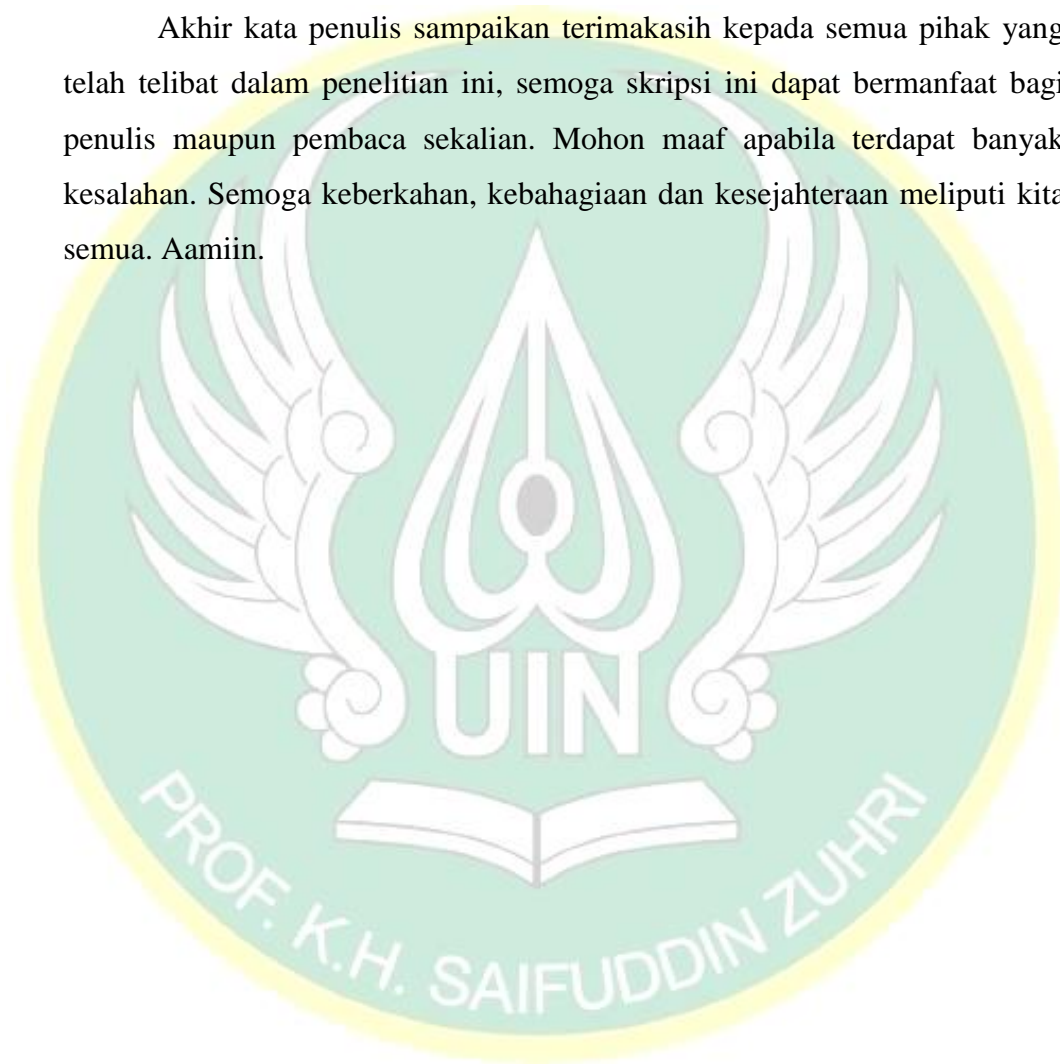 Akhir kata penulis sampaikan terimakasih kepada semua pihak yang
telah telibat dalam penelitian ini, semoga skripsi ini dapat bermanfaat bagi
penulis maupun pembaca sekalian. Mohon maaf apabila terdapat banyak
kesalahan. Semoga keberkahan, kebahagiaan dan kesejahteraan meliputi kita
semua. Aamiin.
UIN
PROF. K.H. SAIFUDDIN ZUHRI